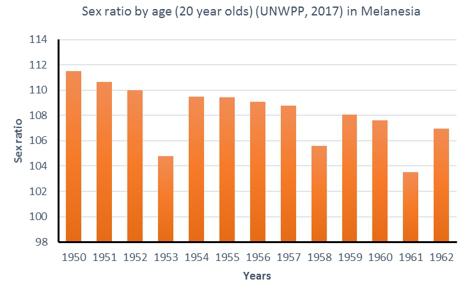 Sex ratio by age (20 year olds) (UNWPP, 2017) in Melanesia
114
112
110
108
106
104
102
100
98
Sex ratio
1950 1951 1952 1953 1954 1955 1956 1957 1958 1959 1960 1961 1962
Years